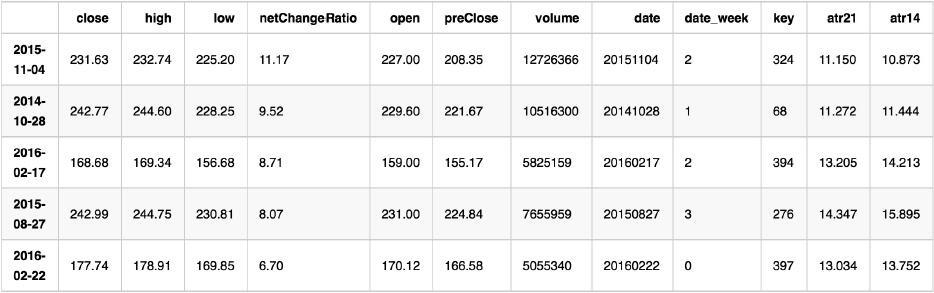 close high low netChangeRatio open preClose volume date date_week key atr21 atr14
2015-
11-04 231.63 232.74 225.20 11.17 227.00 208.35 12726366 20151104 2 324 11.150 10.873
2014-
10-28 242.77 244.60 228.25 9.52 229.60 221.67 10516300 20141028 1 68 11.272 11.444
2016-
02-17 168.68 169.34 156.68 8.71 159.00 155.17 5825159 20160217 2 394 13.205 14.213
2015-
08-27 242.99 244.75 230.81 8.07 231.00 224.84 7655959 20150827 3 276 14.347 15.895
2016-
02-22 177.74 178.91 169.85 6.70 170.12 166.58 5055340 20160222 0 397 13.034 13.752